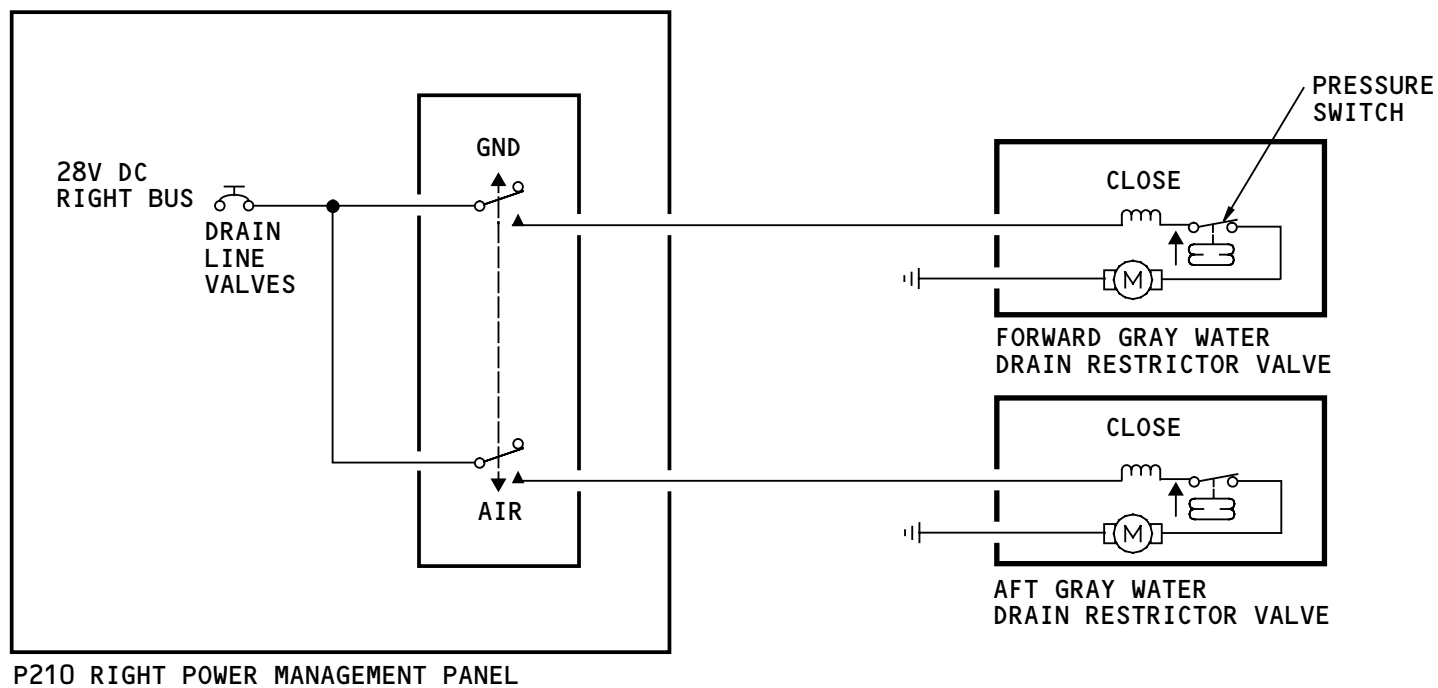 PRESSURE
SWITCH
GND
28V DC
RIGHT BUS
DRAIN
LINE
VALVES
CLOSE
M
FORWARD GRAY WATER
DRAIN RESTRICTOR VALVE
CLOSE
M
AIR
AFT GRAY WATER
DRAIN RESTRICTOR VALVE
P210 RIGHT POWER MANAGEMENT PANEL